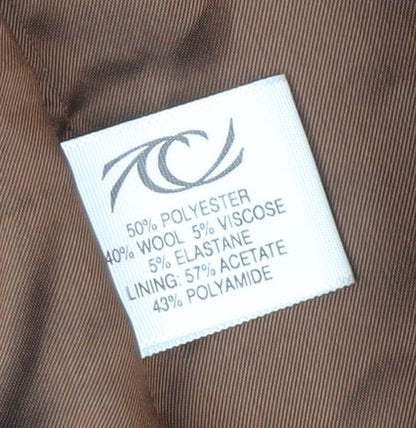 50% POLYESTER
40% WOOL 5% VISCOSE
5% ELASTANE
LINING: 57% ACETATE
43% POLYAMIDE